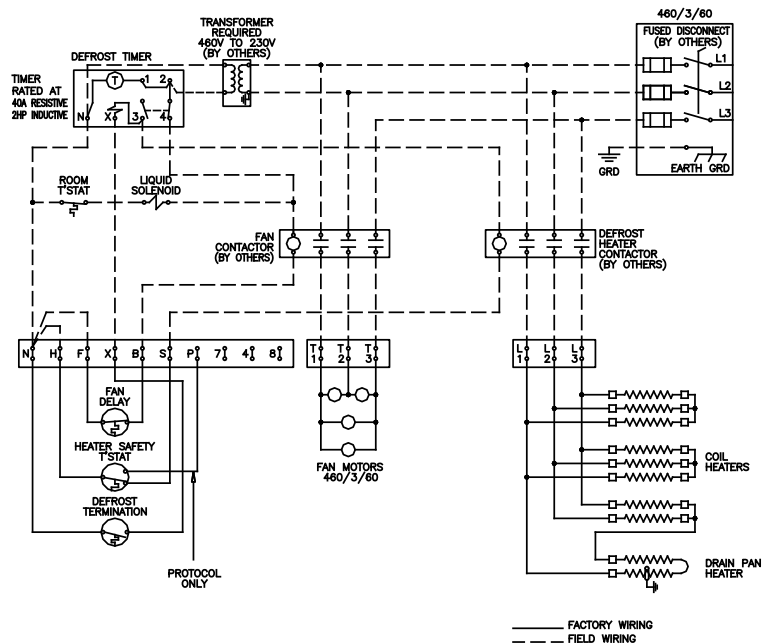 TRANSFORMER
REQUIRED
460V TO 230V
(BY OTHERS)
460/3/60
FUSED DISCONNECT
(BY OTHERS)
L1
L2
L3
GRD
EARTH GRD
DEFROST TIMER
TIMER
RATED AT
40A RESISTIVE
2HP INDUCTIVE
T
1
2
N
X
3
4
ROOM
T'STAT
LIQUID
SOLENOID
FAN
CONTACTOR
(BY OTHERS)
DEFROST
HEATER
CONTACTOR
(BY OTHERS)
N
H
F
X
B
S
P
7
4
8
T
1
T
2
T
3
L
1
L
2
L
3
FAN
DELAY
HEATER SAFETY
T'STAT
DEFROST
TERMINATION
PROTOCOL
ONLY
FAN MOTORS
460/3/60
COIL
HEATERS
DRAIN PAN
HEATER
FACTORY WIRING
FIELD WIRING